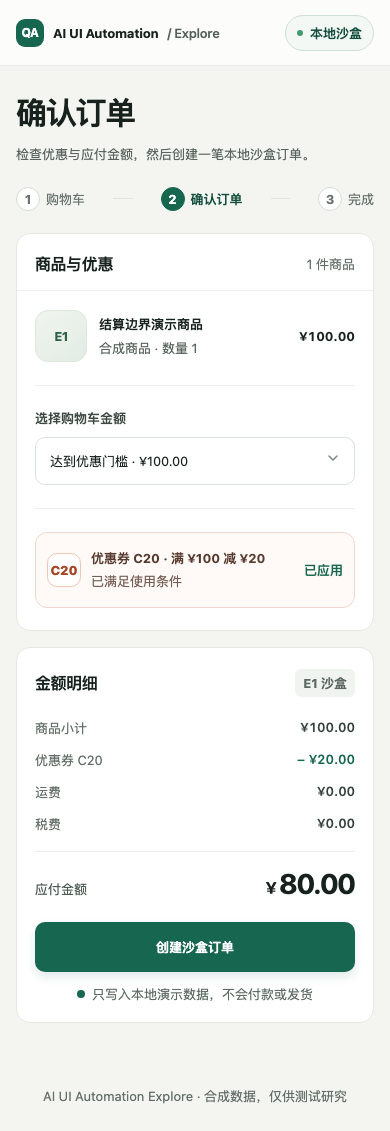 QA AI UI Automation / Explore 本地沙盒
确认订单
检查优惠与应付金额，然后创建一笔本地沙盒订单。
1 购物车 2 确认订单 3 完成
商品与优惠 1 件商品
E1 结算边界演示商品 ¥100.00
合成商品 · 数量 1
选择购物车金额
达到优惠门槛 · ¥100.00
C20 优惠券 C20 · 满 ¥100 减 ¥20 已应用
已满足使用条件
金额明细 E1 沙盒
商品小计 ¥100.00
优惠券 C20 − ¥20.00
运费 ¥0.00
税费 ¥0.00
应付金额 ¥80.00
创建沙盒订单
只写入本地演示数据，不会付款或发货
AI UI Automation Explore · 合成数据，仅供测试研究